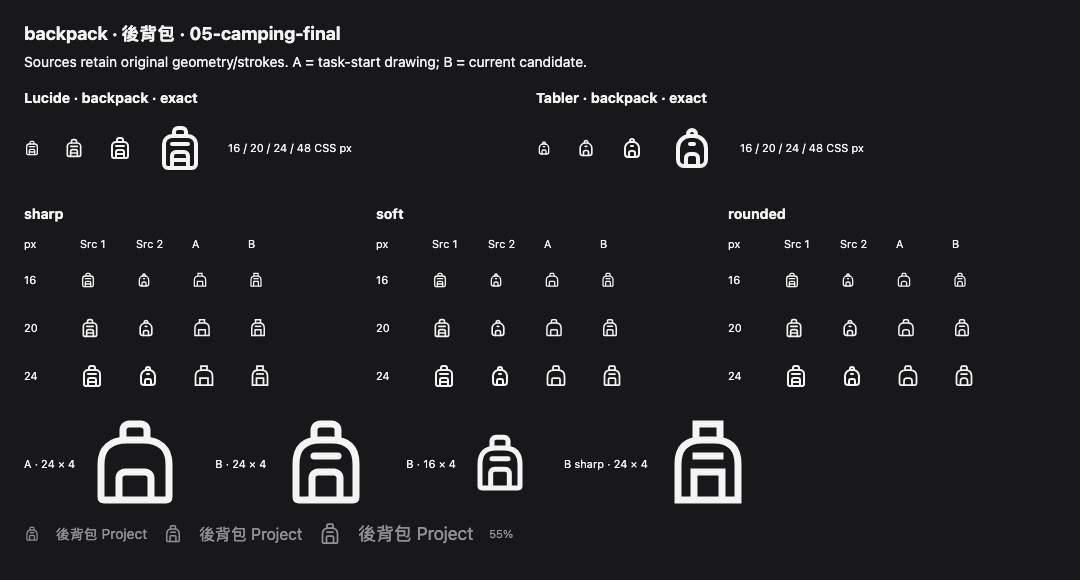 backpack · 後背包 · 05-camping-final
Sources retain original geometry/strokes. A = task-start drawing; B = current candidate.
Lucide · backpack · exact
Tabler · backpack · exact
16 / 20 / 24 / 48 CSS px
16 / 20 / 24 / 48 CSS px
sharp
soft
rounded
px Src 1 Src 2 A B
px Src 1 Src 2 A B
px Src 1 Src 2 A B
16
16
16
20
20
20
24
24
24
A · 24 × 4
B · 24 × 4
B · 16 × 4
B sharp · 24 × 4
後背包 Project
後背包 Project
後背包 Project
55%